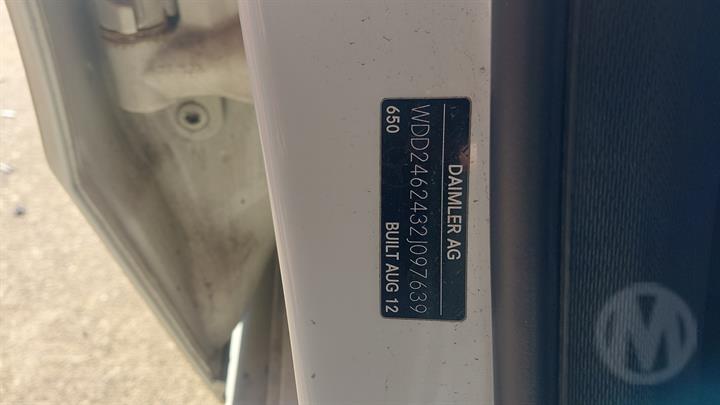 DAIMLER AG
WDD2462432J097639
650 BUILT AUG 12
M